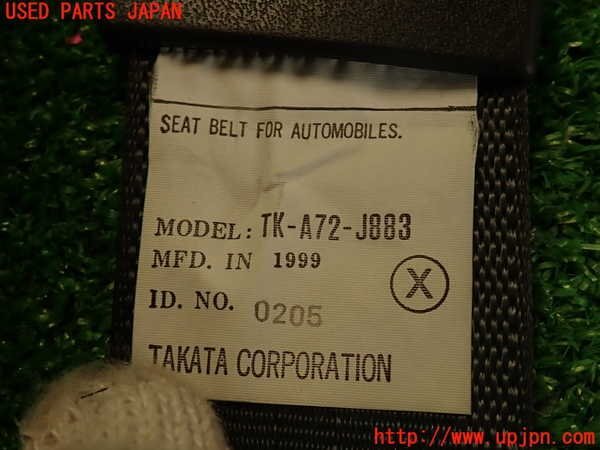 USED PARTS JAPAN
SEAT BELT FOR AUTOMOBILES.
MODEL: TK-A72-J883
MFD. IN 1999
X
ID. NO. 0205
TAKATA CORPORATION
http://www.upjpn.com